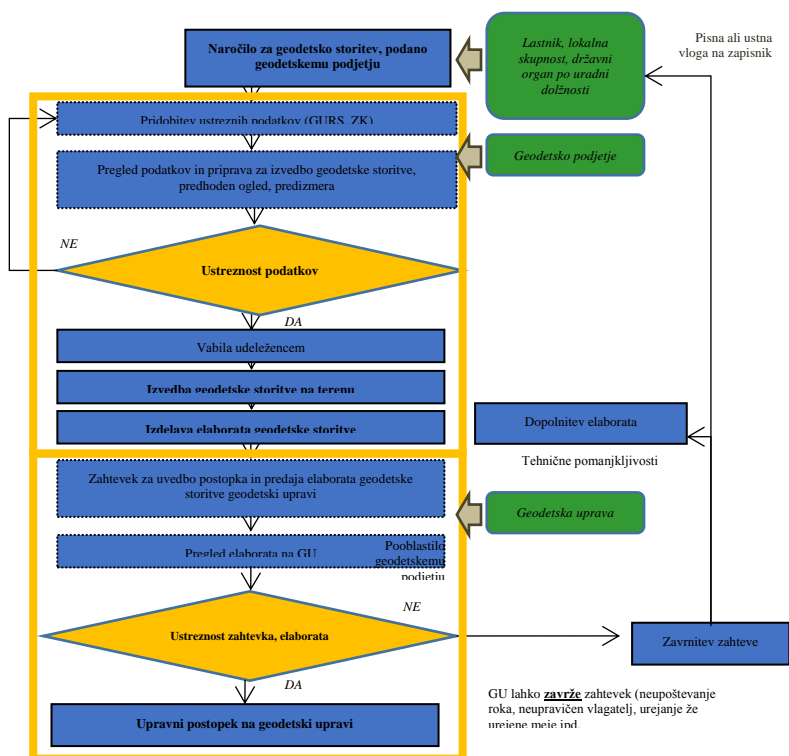 Naročilo za geodetsko storitev, podano
geodetskemu podjetju
Lastnik, lokalna
skupnost, državni
organ po uradni
dolžnosti
Pisna ali ustna
vloga na zapisnik
Pridobitev ustreznih podatkov (GURS, ZK)
Pregled podatkov in priprava za izvedbo geodetske storitve,
predhoden ogled, predizmera
Geodetsko podjetje
NE
Ustreznost podatkov
DA
Vabila udeležencem
Izvedba geodetske storitve na terenu
Izdelava elaborata geodetske storitve
Dopolnitev elaborata
Tehnične pomanjkljivosti
Zahtevek za uvedbo postopka in predaja elaborata geodetske
storitve geodetski upravi
Geodetska uprava
Pregled elaborata na GU
Pooblastilo
geodetskemu
podjetju
NE
Ustreznost zahtevka, elaborata
Zavrnitev zahteve
DA
Upravni postopek na geodetski upravi
GU lahko zavrže zahtevek (neupoštevanje
roka, neupravičen vlagatelj, urejanje že
urejene meje ipd.